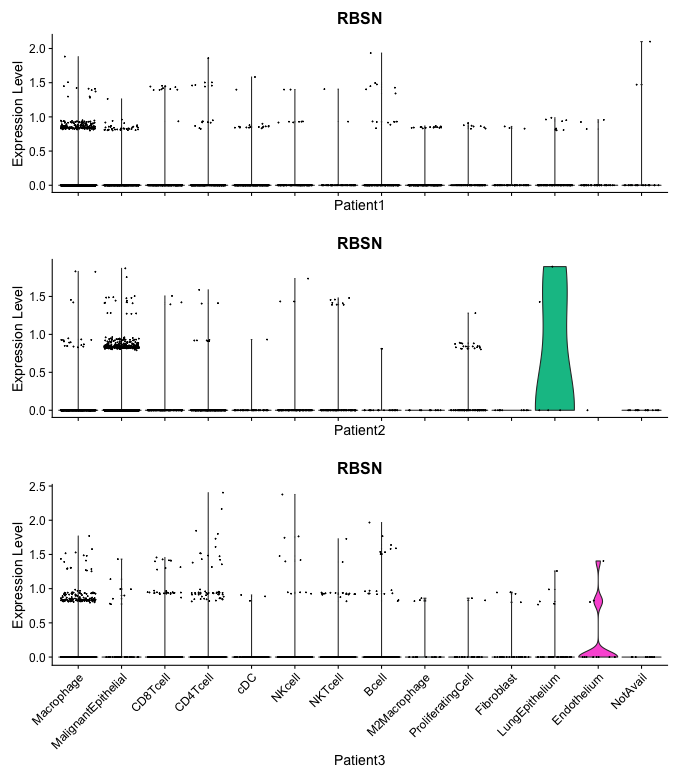 RBSN
Expression Level
2.0
1.5
1.0
0.5
0.0
Patient1
RBSN
Expression Level
1.5
1.0
0.5
0.0
Patient2
RBSN
Expression Level
2.5
2.0
1.5
1.0
0.5
0.0
Macrophage
MalignantEpithelial
CD8Tcell
CD4Tcell
cDC
NKcell
NKTcell
Bcell
M2Macrophage
ProliferatingCell
Fibroblast
LungEpithelium
Endothelium
NotAvail
Patient3